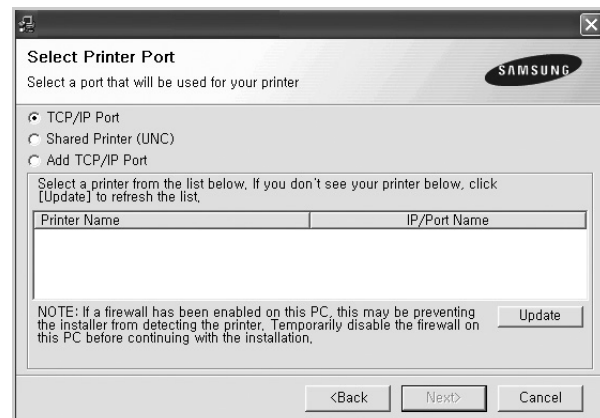 Select Printer Port
Select a port that will be used for your printer
SAMSUNG
TCP/IP Port
Shared Printer (UNC)
Add TCP/IP Port
Select a printer from the list below. If you don't see your printer below, click
[Update] to refresh the list.
Printer Name IP/Port Name
NOTE: If a firewall has been enabled on this PC, this may be preventing
the installer from detecting the printer. Temporarily disable the firewall on
this PC before continuing with the installation.
Update
<Back Next> Cancel